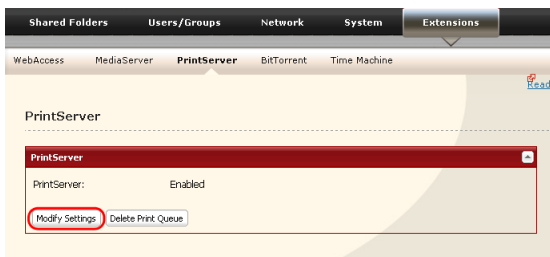 Shared Folders Users/Groups Network System Extensions
WebAccess MediaServer PrintServer BitTorrent Time Machine
Read
PrintServer
PrintServer
PrintServer: Enabled
Modify Settings Delete Print Queue